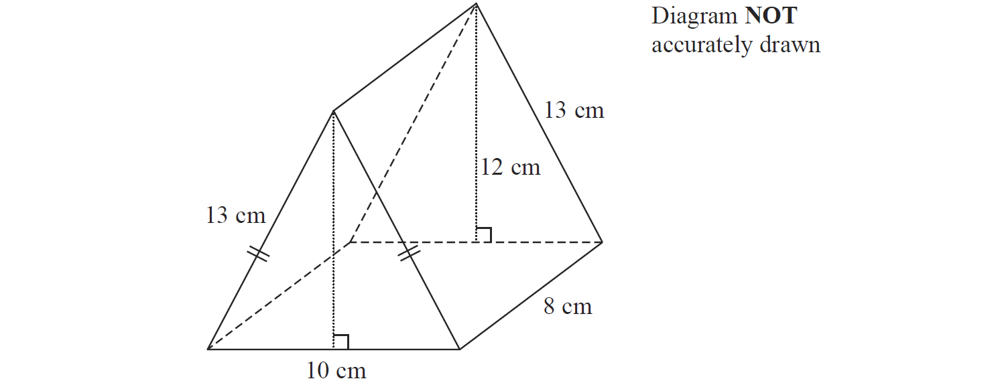 Diagram NOT
accurately drawn
13 cm
12 cm
13 cm
8 cm
10 cm